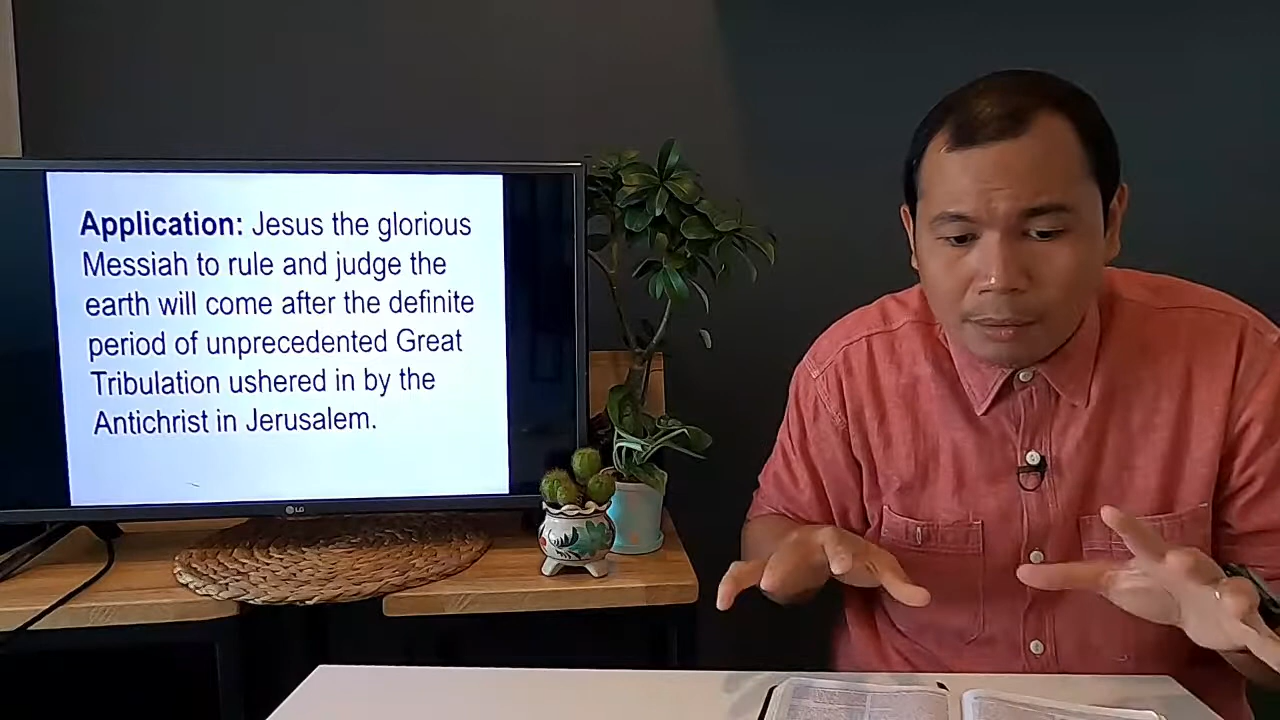 Application: Jesus the glorious
Messiah to rule and judge the
earth will come after the definite
period of unprecedented Great
Tribulation ushered in by the
Antichrist in Jerusalem.
LG